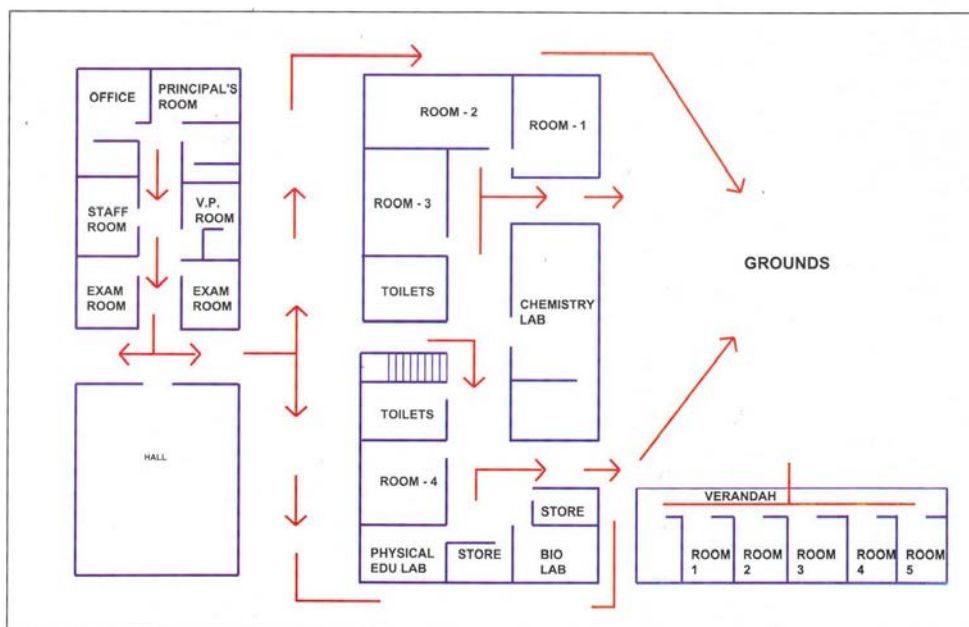 OFFICE
PRINCIPAL'S
ROOM
STAFF
ROOM
V.P.
ROOM
EXAM
ROOM
EXAM
ROOM
HALL
ROOM - 2
ROOM - 1
ROOM - 3
TOILETS
CHEMISTRY
LAB
TOILETS
ROOM - 4
STORE
PHYSICAL
EDU LAB
STORE
BIO
LAB
GROUNDS
VERANDAH
ROOM
1
ROOM
2
ROOM
3
ROOM
4
ROOM
5